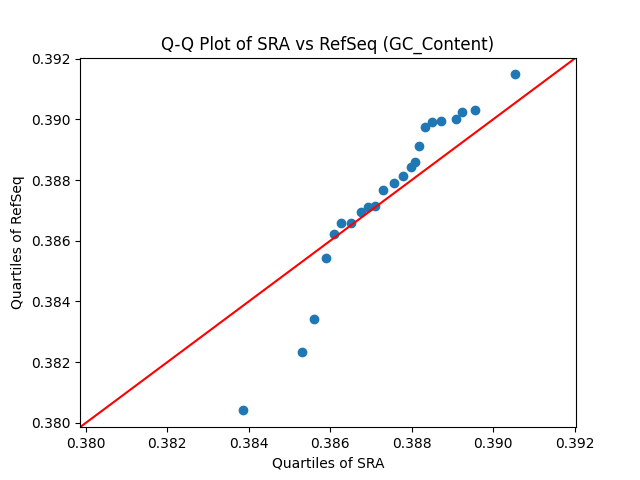 Q-Q Plot of SRA vs RefSeq (GC_Content)
0.392
0.390
0.388
0.386
0.384
0.382
0.380
Quartiles of RefSeq
0.380 0.382 0.384 0.386 0.388 0.390 0.392
Quartiles of SRA